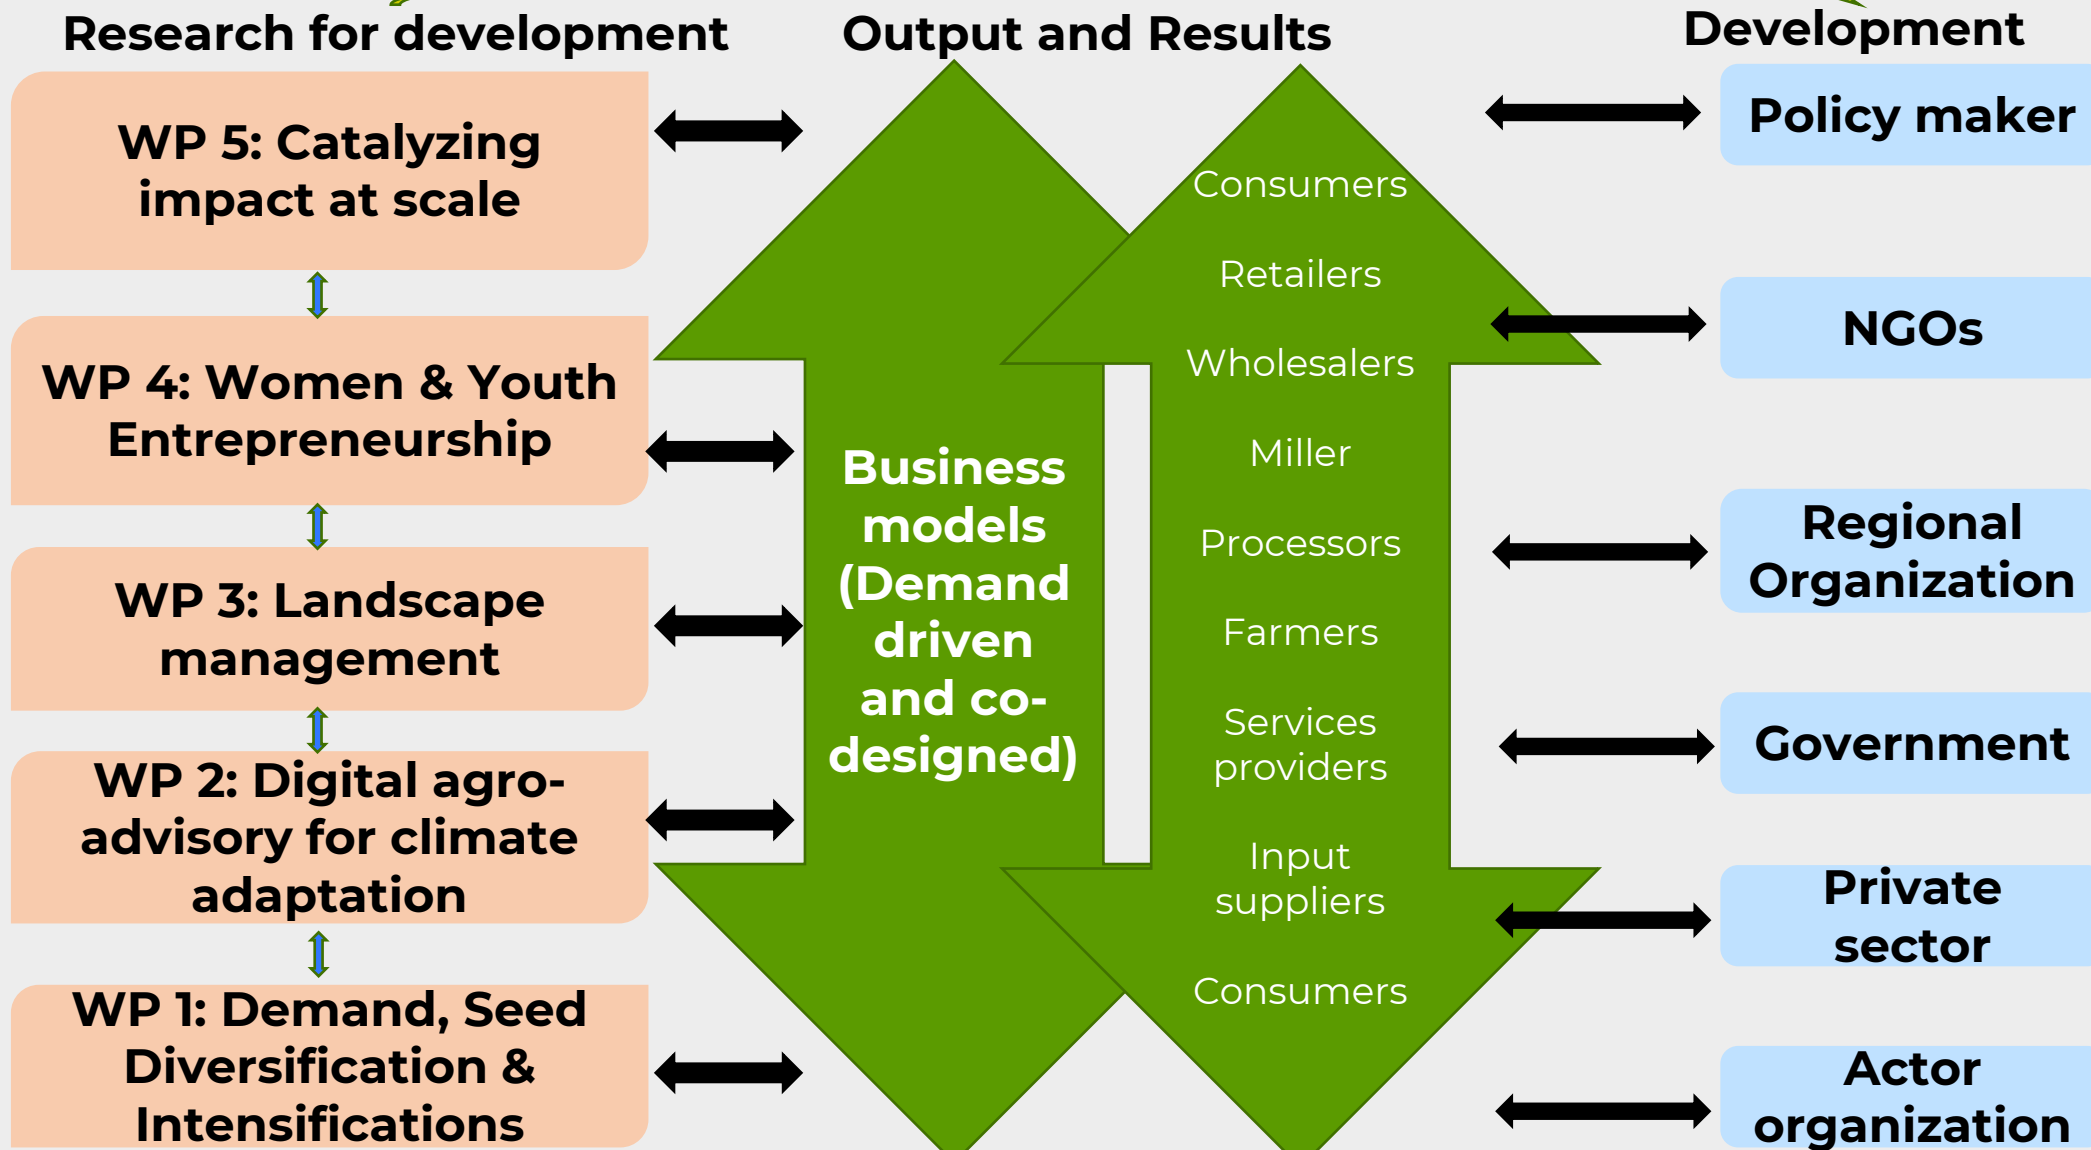 Research for development
Output and Results
Development
WP 5: Catalyzing
impact at scale
WP 4: Women & Youth
Entrepreneurship
WP 3: Landscape
management
WP 2: Digital agro-
advisory for climate
adaptation
WP 1: Demand, Seed
Diversification &
Intensifications
Business
models
(Demand
driven
and co-
designed)
Consumers
Retailers
Wholesalers
Miller
Processors
Farmers
Services
providers
Input
suppliers
Consumers
Policy maker
NGOs
Regional
Organization
Government
Private
sector
Actor
organization